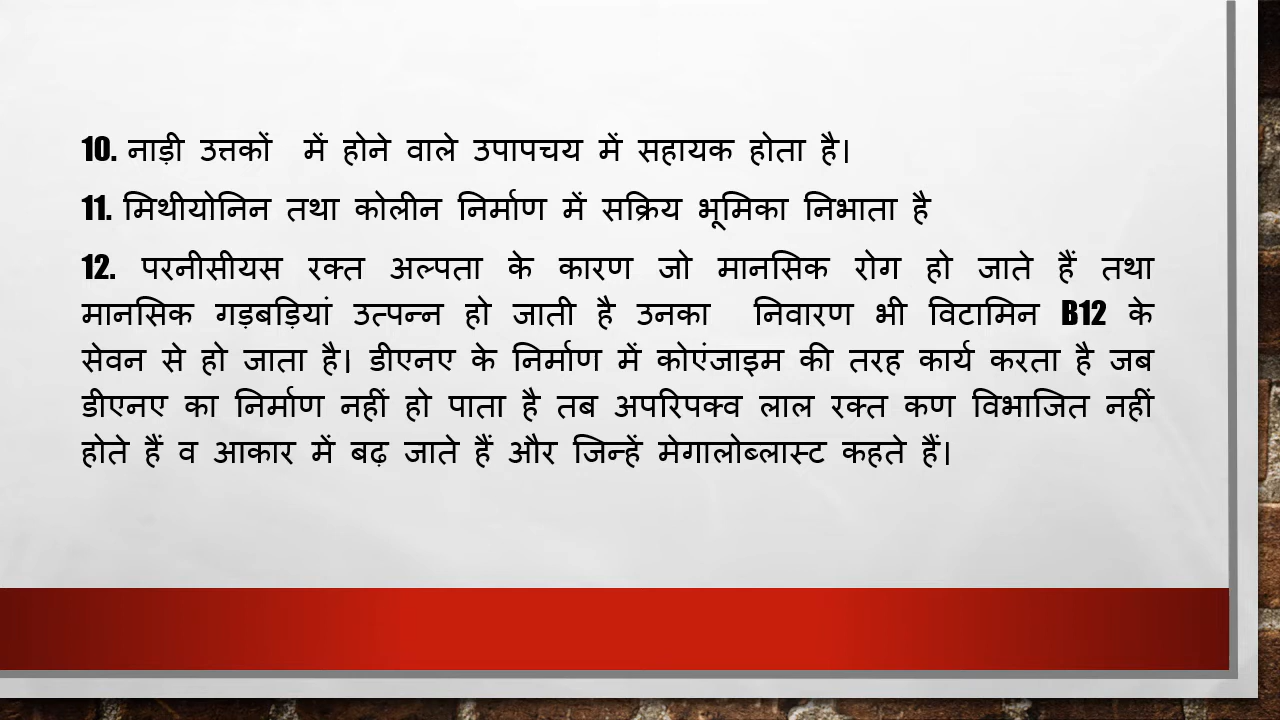 10. नाड़ी उत्तकों में होने वाले उपापचय में सहायक होता है।
11. मिथीयोनिन तथा कोलीन निर्माण में सक्रिय भूमिका निभाता है
12. परनीसीयस रक्त अल्पता के कारण जो मानसिक रोग हो जाते हैं तथा
मानसिक गड़बड़ियां उत्पन्न हो जाती है उनका निवारण भी विटामिन B12 के
सेवन से हो जाता है। डीएनए के निर्माण में कोएंजाइम की तरह कार्य करता है जब
डीएनए का निर्माण नहीं हो पाता है तब अपरिपक्व लाल रक्त कण विभाजित नहीं
होते हैं व आकार में बढ़ जाते हैं और जिन्हें मेगालोब्लास्ट कहते हैं।